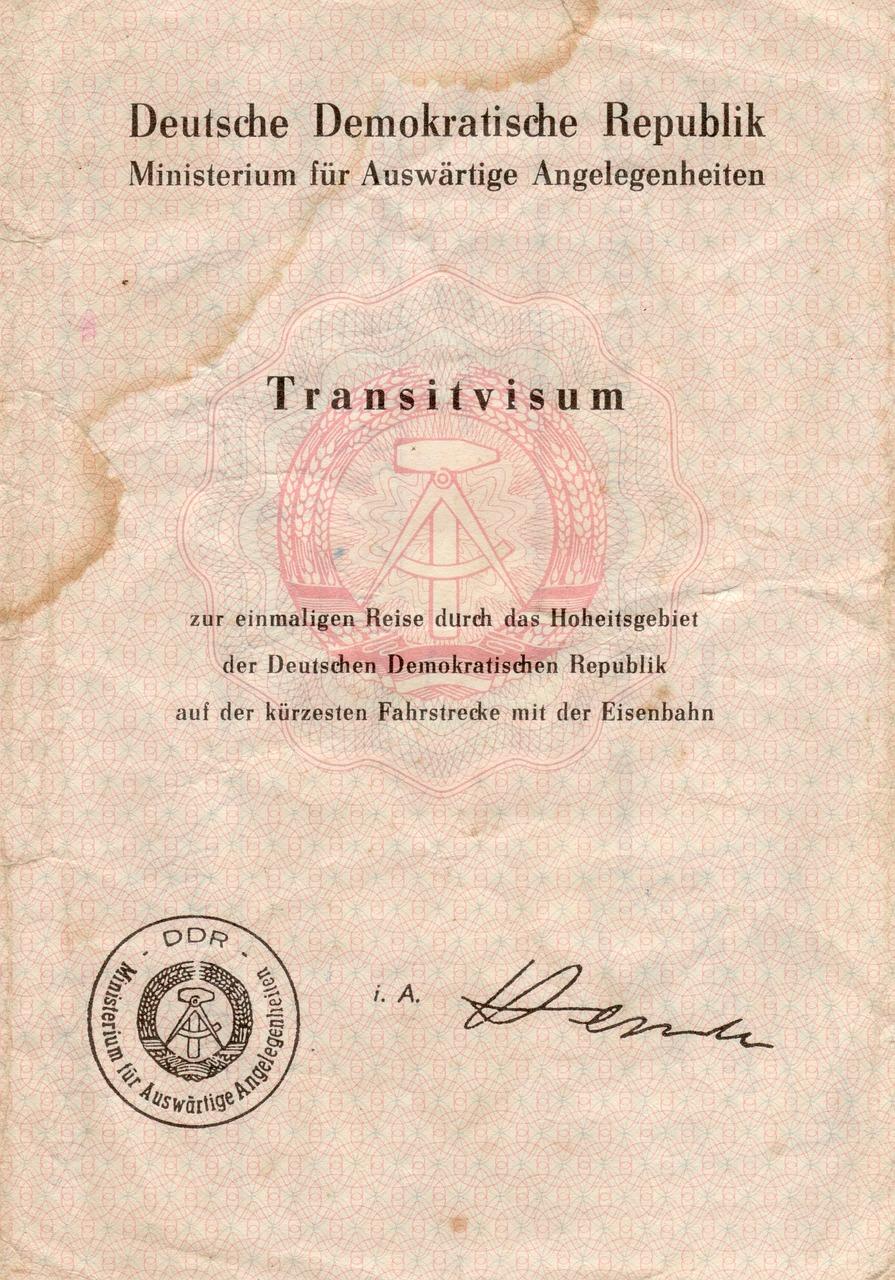 Deutsche Demokratische Republik
Ministerium für Auswärtige Angelegenheiten
Transitvisum
zur einmaligen Reise durch das Hoheitsgebiet
der Deutschen Demokratischen Republik
auf der kürzesten Fahrstrecke mit der Eisenbahn
- DDR -
Ministerium für Auswärtige Angelegenheiten
i. A.